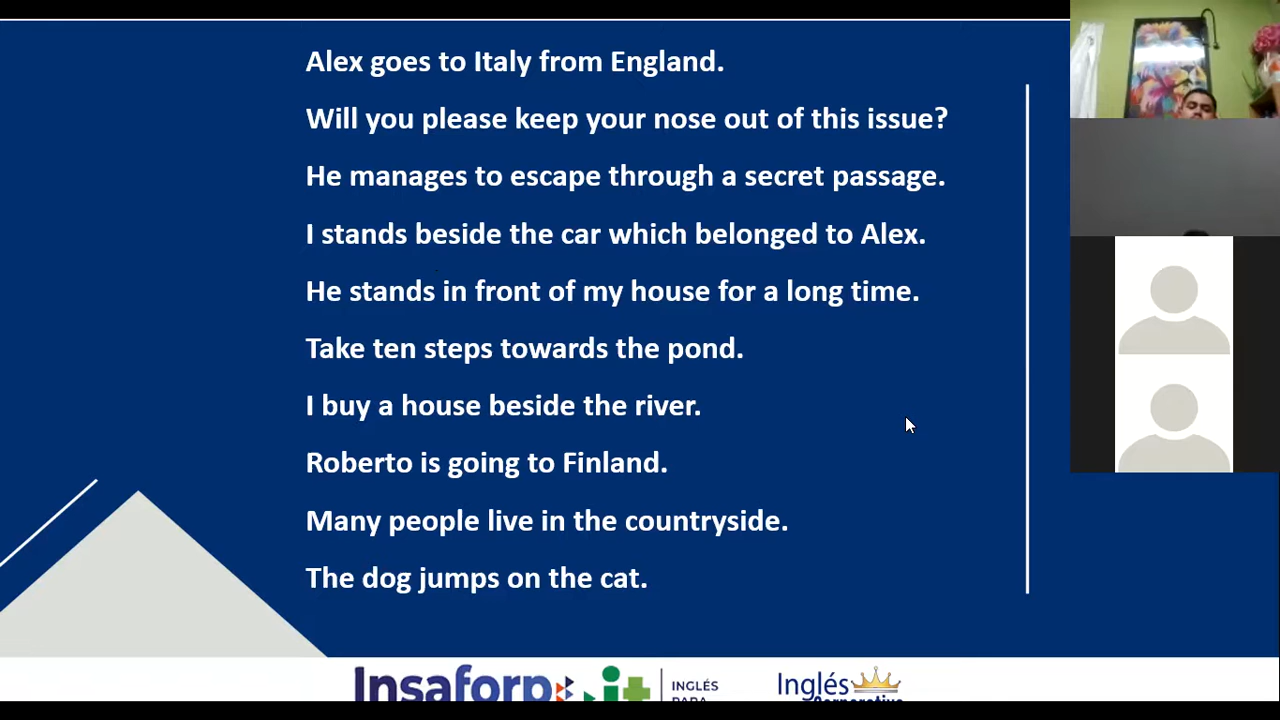 Alex goes to Italy from England.
Will you please keep your nose out of this issue?
He manages to escape through a secret passage.
I stands beside the car which belonged to Alex.
He stands in front of my house for a long time.
Take ten steps towards the pond.
I buy a house beside the river.
Roberto is going to Finland.
Many people live in the countryside.
The dog jumps on the cat.
Insaforp
it+
INGLÉS
PARA
Inglés
Corporativo